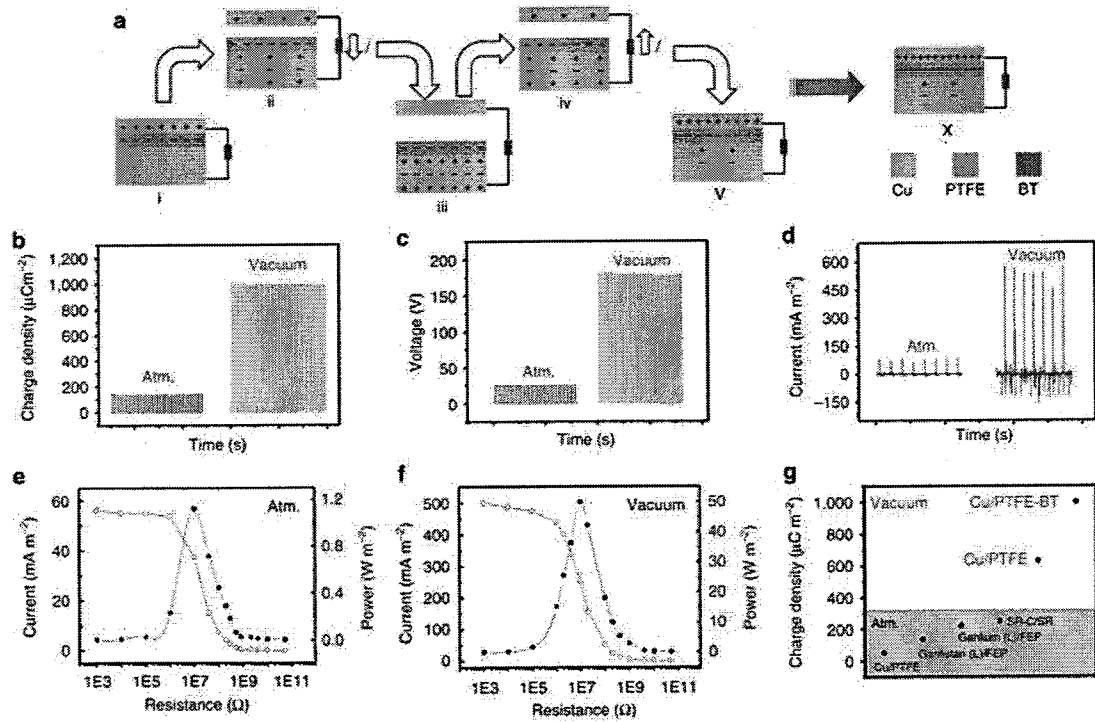 a
i
ii
iii
iv
V
X
Cu PTFE BT
b
Charge density (µCm⁻²)
1,200
1,000
800
600
400
200
0
Vacuum
Atm.
Time (s)
c
Voltage (V)
200
150
100
50
0
Vacuum
Atm.
Time (s)
d
Current (mA m⁻²)
600
450
300
150
0
−150
Vacuum
Atm.
Time (s)
e
Current (mA m⁻²)
60
40
20
0
Atm.
1.2
0.9
0.6
0.3
0.0
Power (W m⁻²)
1E3 1E5 1E7 1E9 1E11
Resistance (Ω)
f
Current (mA m⁻²)
500
400
300
200
100
0
Vacuum
50
40
30
20
10
0
Power (W m⁻²)
1E3 1E5 1E7 1E9 1E11
Resistance (Ω)
g
Charge density (µC m⁻²)
1,000
800
600
400
200
0
Vacuum Cu/PTFE-BT
Cu/PTFE
Atm.
SR-C/SR
(L)/FEP
(L)/FEP
Cu/PTFE